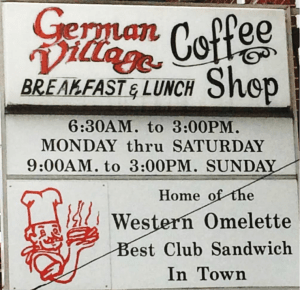 German Village Coffee Shop
BREAKFAST & LUNCH
6:30AM. to 3:00PM.
MONDAY thru SATURDAY
9:00AM. to 3:00PM. SUNDAY
Home of the
Western Omelette
Best Club Sandwich
In Town